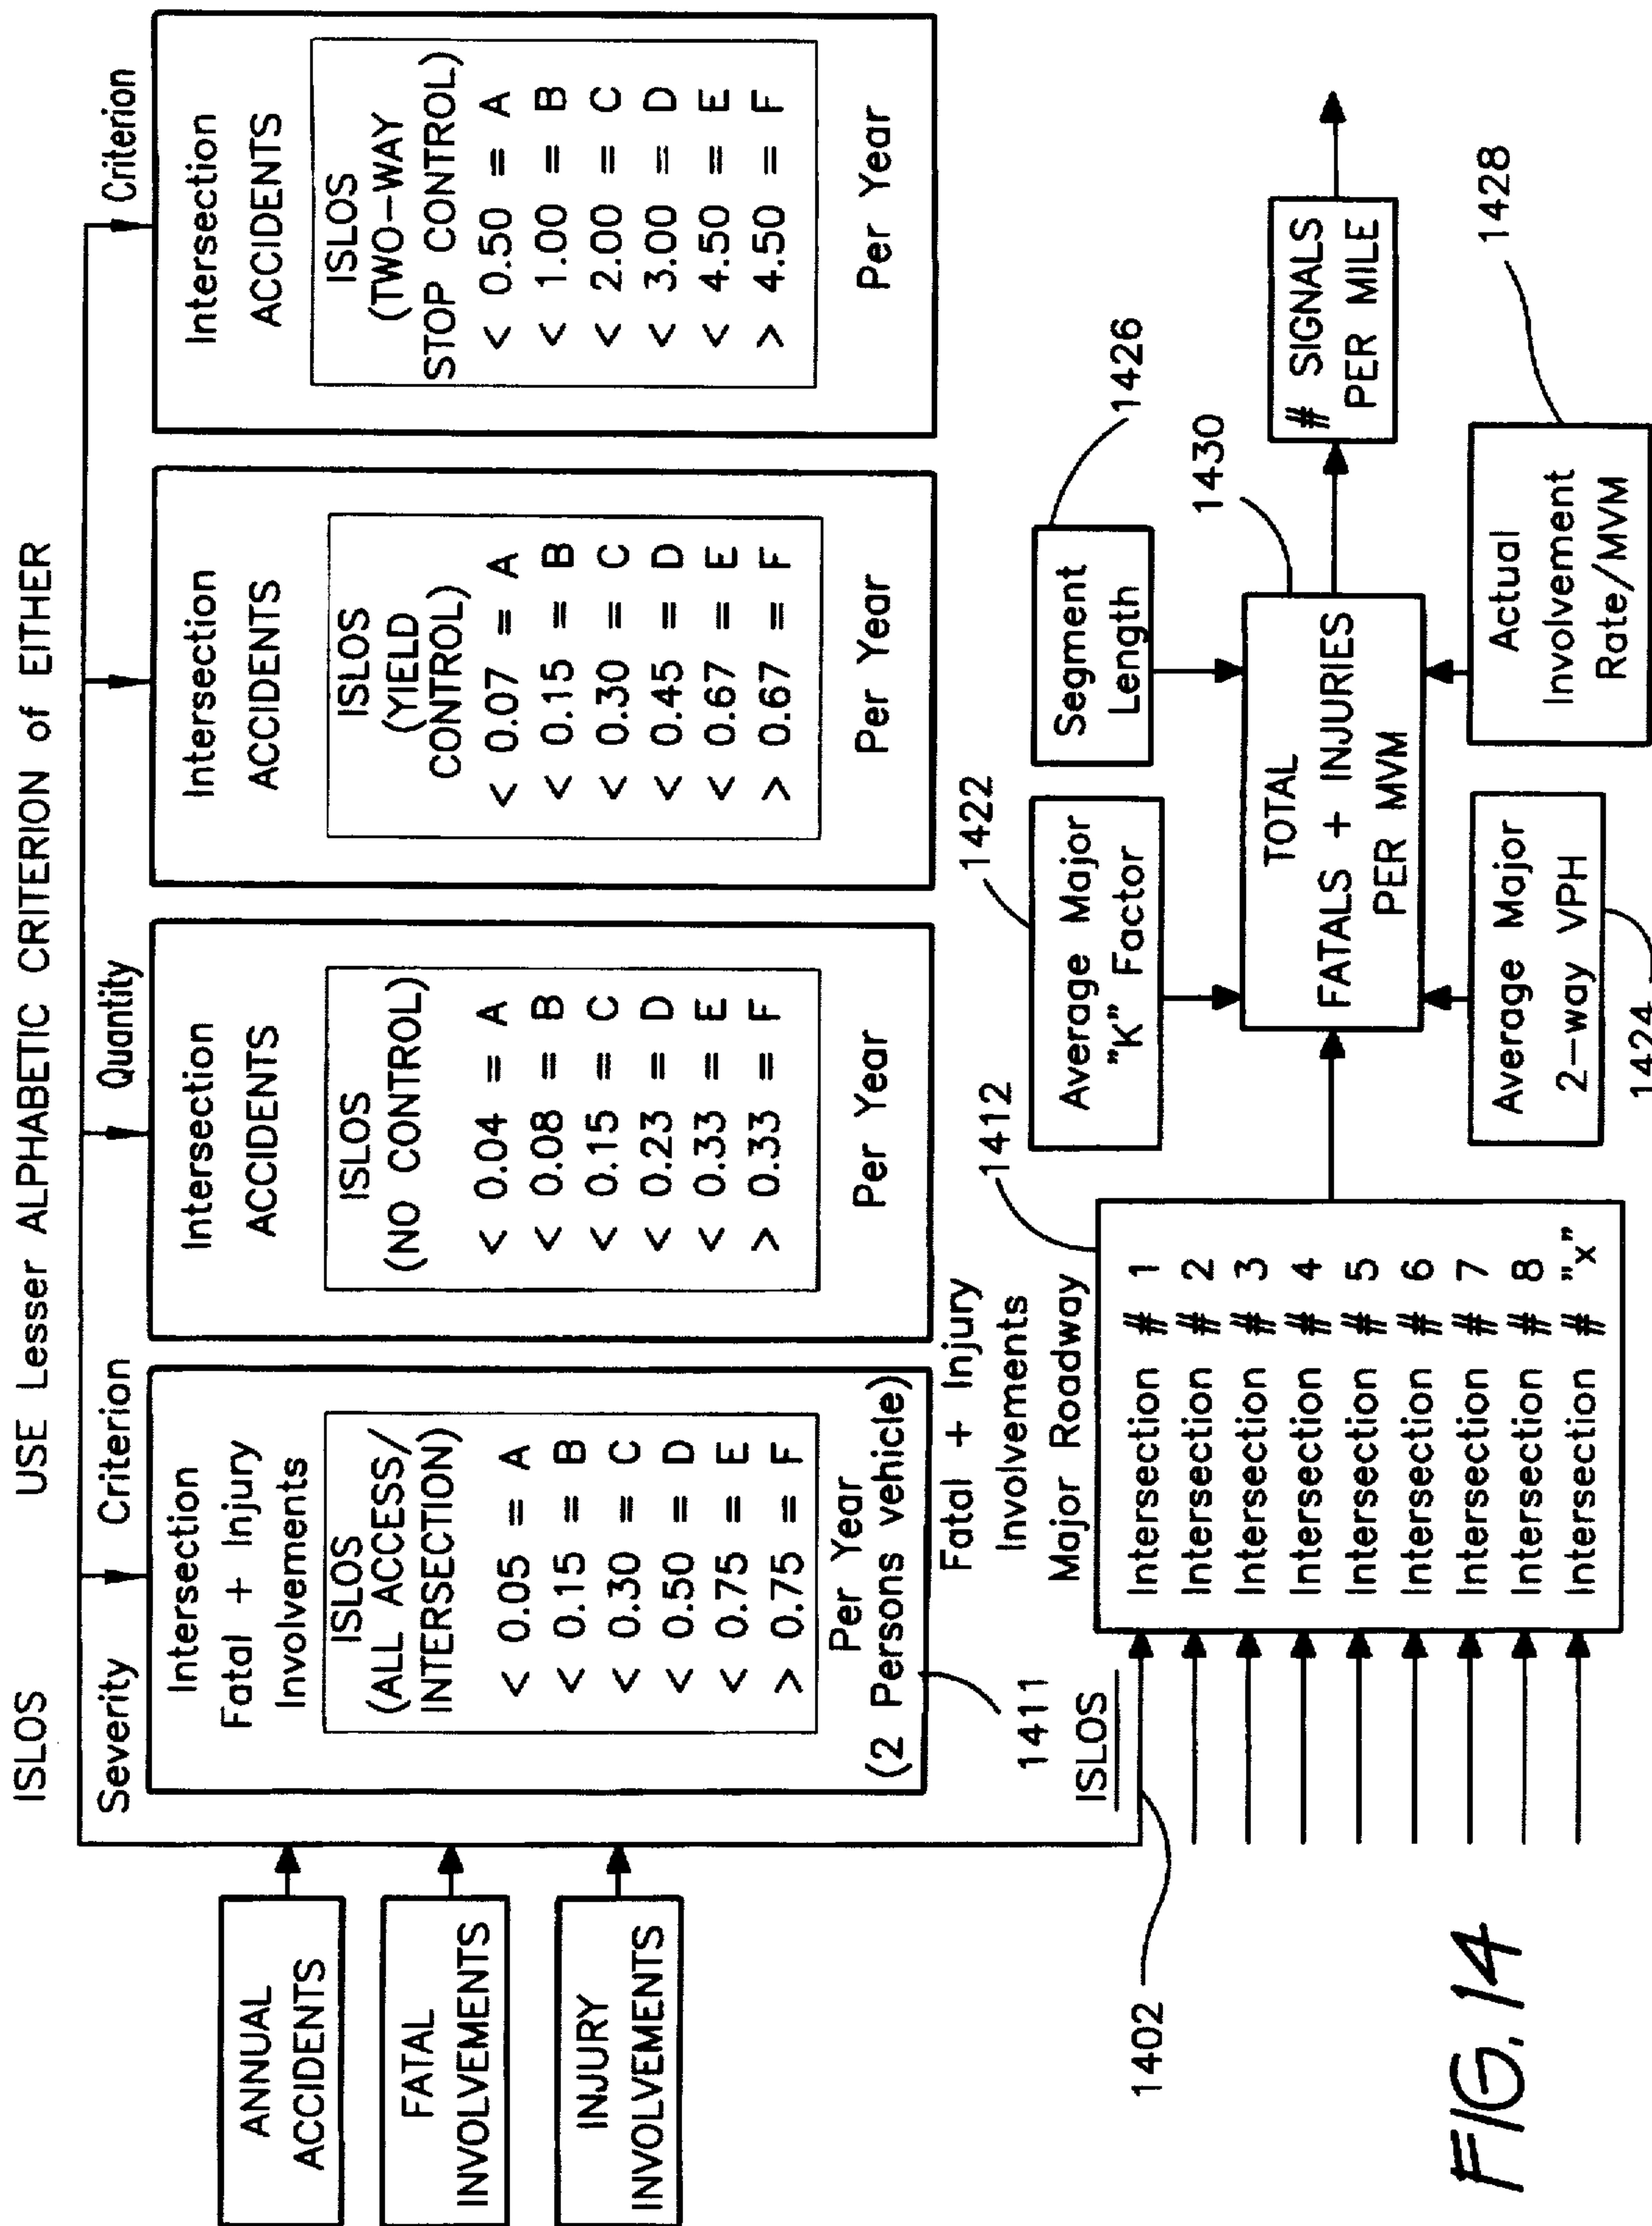 ISLOS USE Lesser ALPHABETIC CRITERION of EITHER
Severity Criterion
Quantity Criterion
ANNUAL
ACCIDENTS
FATAL
INVOLVEMENTS
INJURY
INVOLVEMENTS
Intersection
Fatal + Injury
Involvements
ISLOS
(ALL ACCESS/
INTERSECTION)
< 0.05 = A
< 0.15 = B
< 0.30 = C
< 0.50 = D
< 0.75 = E
> 0.75 = F
Per Year
(2 Persons vehicle)
1411
Intersection
ACCIDENTS
ISLOS
(NO CONTROL)
< 0.04 = A
< 0.08 = B
< 0.15 = C
< 0.23 = D
< 0.33 = E
> 0.33 = F
Per Year
Intersection
ACCIDENTS
ISLOS
(YIELD
CONTROL)
< 0.07 = A
< 0.15 = B
< 0.30 = C
< 0.45 = D
< 0.67 = E
> 0.67 = F
Per Year
Intersection
ACCIDENTS
ISLOS
(TWO-WAY
STOP CONTROL)
< 0.50 = A
< 1.00 = B
< 2.00 = C
< 3.00 = D
< 4.50 = E
> 4.50 = F
Per Year
ISLOS
1402
Fatal + Injury
Involvements
Major Roadway
1412
Intersection # 1
Intersection # 2
Intersection # 3
Intersection # 4
Intersection # 5
Intersection # 6
Intersection # 7
Intersection # 8
Intersection # "x"
1422
Average Major
"K" Factor
1426
Segment
Length
1430
TOTAL
FATALS + INJURIES
PER MVM
# SIGNALS
PER MILE
Average Major
2-way VPH
1424
Actual
Involvement
Rate/MVM
1428
FIG. 14